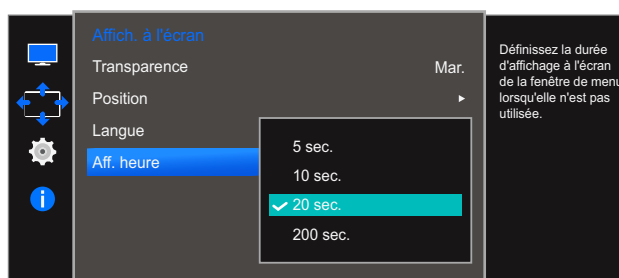 Affich. à l'écran
Transparence Mar.
Position
Langue
Aff. heure
5 sec.
10 sec.
20 sec.
200 sec.
Définissez la durée
d'affichage à l'écran
de la fenêtre de menu
lorsqu'elle n'est pas
utilisée.